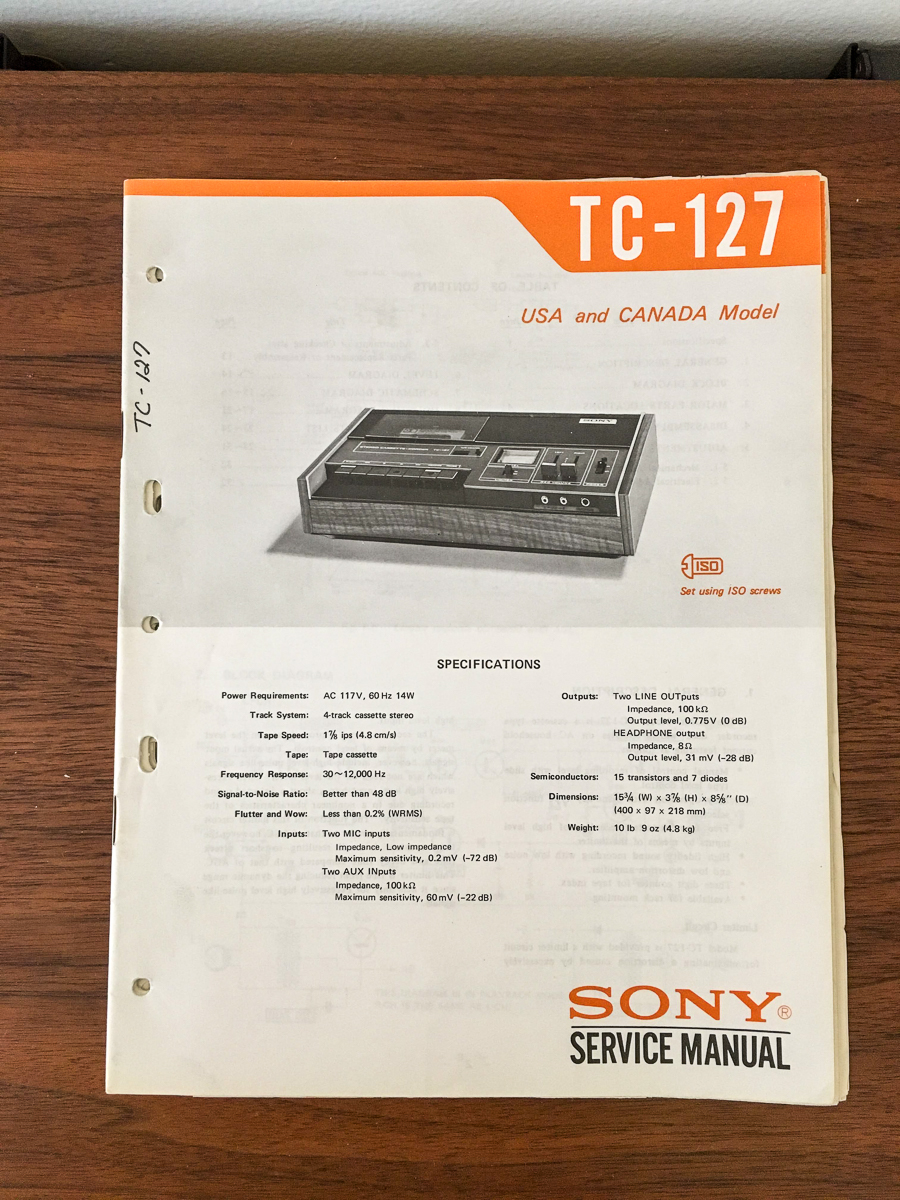 TC-127
USA and CANADA Model
TC-127
SONY
ISO
Set using ISO screws
SPECIFICATIONS
Power Requirements: AC 117V, 60 Hz 14W
Track System: 4-track cassette stereo
Tape Speed: 1⅞ ips (4.8 cm/s)
Tape: Tape cassette
Frequency Response: 30~12,000 Hz
Signal-to-Noise Ratio: Better than 48 dB
Flutter and Wow: Less than 0.2% (WRMS)
Inputs: Two MIC inputs
Impedance, Low impedance
Maximum sensitivity, 0.2 mV (-72 dB)
Two AUX INputs
Impedance, 100 kΩ
Maximum sensitivity, 60 mV (-22 dB)
Outputs: Two LINE OUTputs
Impedance, 100 kΩ
Output level, 0.775 V (0 dB)
HEADPHONE output
Impedance, 8 Ω
Output level, 31 mV (-28 dB)
Semiconductors: 15 transistors and 7 diodes
Dimensions: 15¾ (W) x 3⅞ (H) x 8⅝" (D)
(400 x 97 x 218 mm)
Weight: 10 lb 9 oz (4.8 kg)
SONY®
SERVICE MANUAL